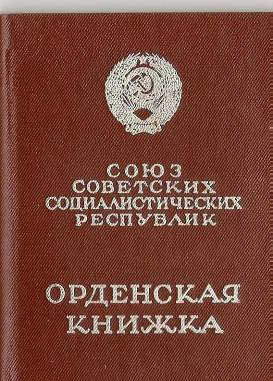 СОЮЗ
СОВЕТСКИХ
СОЦИАЛИСТИЧЕСКИХ
РЕСПУБЛИК
ОРДЕНСКАЯ
КНИЖКА